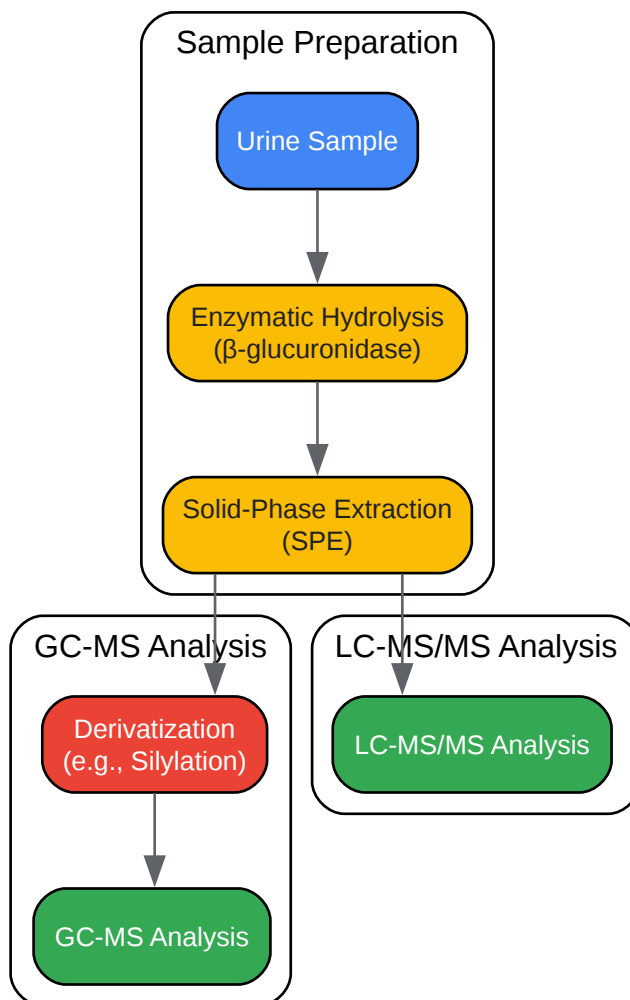 Sample Preparation
Urine Sample
Enzymatic Hydrolysis
(β-glucuronidase)
Solid-Phase Extraction
(SPE)
GC-MS Analysis
Derivatization
(e.g., Silylation)
GC-MS Analysis
LC-MS/MS Analysis
LC-MS/MS Analysis